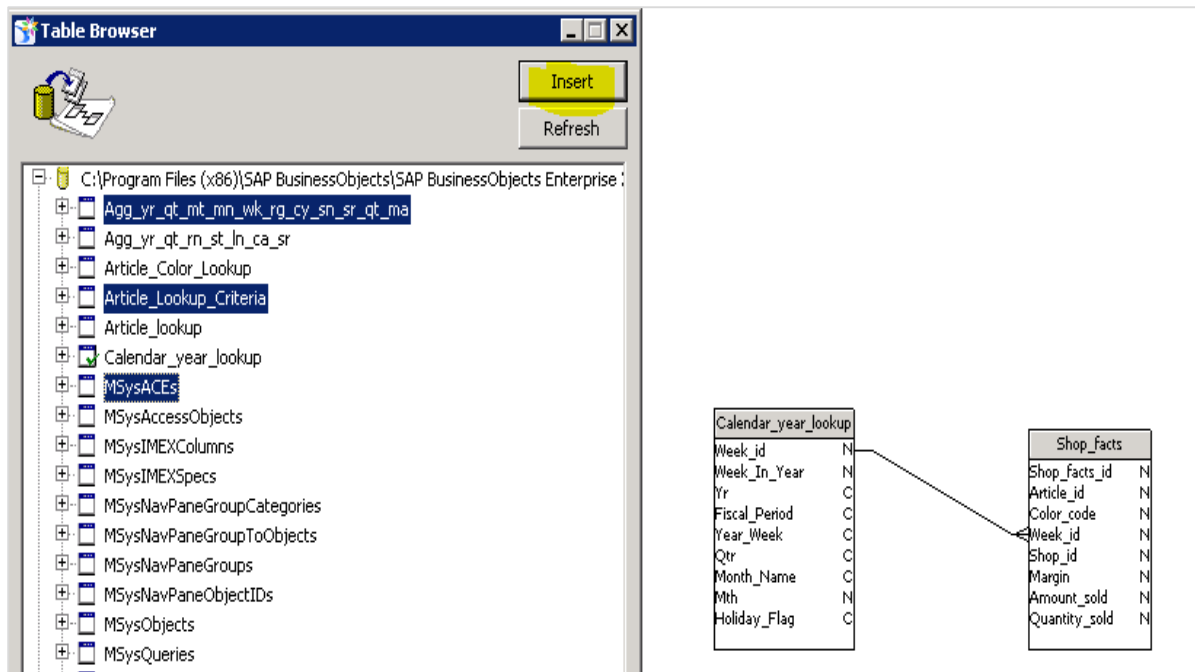 Table Browser
Insert
Refresh
C:\Program Files (x86)\SAP BusinessObjects\SAP BusinessObjects Enterprise
Agg_yr_qt_mt_mn_wk_rg_cy_sn_sr_qt_ma
Agg_yr_qt_rn_st_ln_ca_sr
Article_Color_Lookup
Article_Lookup_Criteria
Article_lookup
Calendar_year_lookup
MSysACEs
MSysAccessObjects
MSysIMEXColumns
MSysIMEXSpecs
MSysNavPaneGroupCategories
MSysNavPaneGroupToObjects
MSysNavPaneGroups
MSysNavPaneObjectIDs
MSysObjects
MSysQueries
Calendar_year_lookup
Week_id N
Week_In_Year N
Yr C
Fiscal_Period C
Year_Week C
Qtr C
Month_Name C
Mth N
Holiday_Flag C
Shop_facts
Shop_facts_id N
Article_id N
Color_code N
Week_id N
Shop_id N
Margin N
Amount_sold N
Quantity_sold N